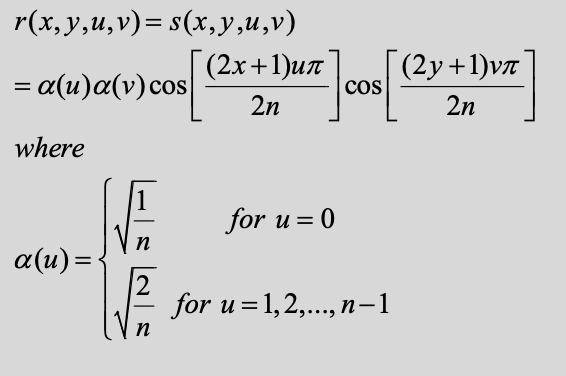 r(x,y,u,v)= s(x,y,u,v)
= α(u)α(v)cos[(2x+1)uπ / 2n]cos[(2y+1)vπ / 2n]
where
α(u)= { √(1/n) for u=0
√(2/n) for u=1,2,...,n−1